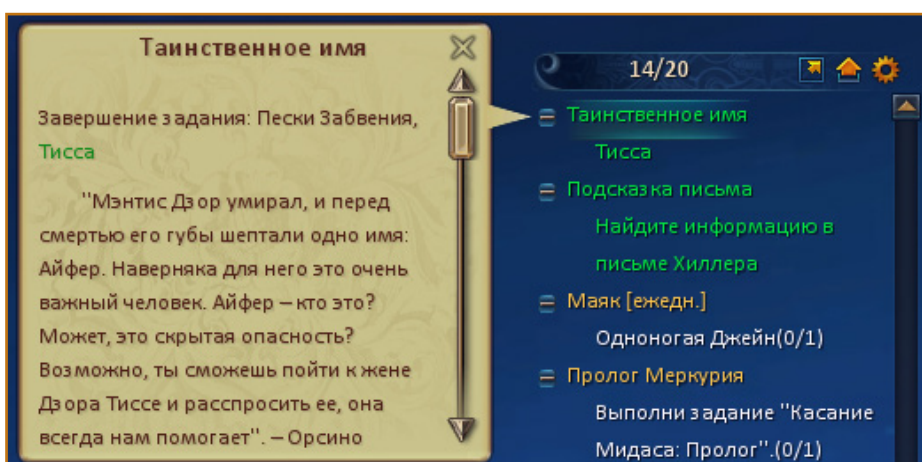 Таинственное имя
Завершение задания: Пески Забвения,
Тисса
"Мэнтис Дзор умирал, и перед
смертью его губы шептали одно имя:
Айфер. Наверняка для него это очень
важный человек. Айфер – кто это?
Может, это скрытая опасность?
Возможно, ты сможешь пойти к жене
Дзора Тиссе и расспросить ее, она
всегда нам помогает". – Орсино
14/20
Таинственное имя
Тисса
Подсказка письма
Найдите информацию в
письме Хиллера
Маяк [ежедн.]
Одноногая Джейн(0/1)
Пролог Меркурия
Выполни задание "Касание
Мидаса: Пролог".(0/1)